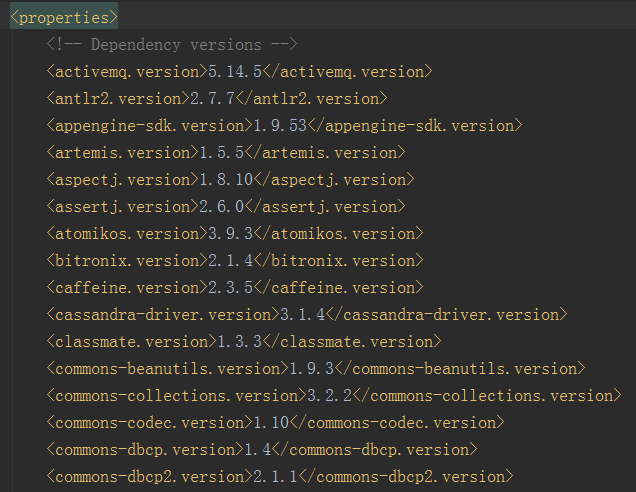 <properties>
<!-- Dependency versions -->
<activemq.version>5.14.5</activemq.version>
<antlr2.version>2.7.7</antlr2.version>
<appengine-sdk.version>1.9.53</appengine-sdk.version>
<artemis.version>1.5.5</artemis.version>
<aspectj.version>1.8.10</aspectj.version>
<assertj.version>2.6.0</assertj.version>
<atomikos.version>3.9.3</atomikos.version>
<bitronix.version>2.1.4</bitronix.version>
<caffeine.version>2.3.5</caffeine.version>
<cassandra-driver.version>3.1.4</cassandra-driver.version>
<classmate.version>1.3.3</classmate.version>
<commons-beanutils.version>1.9.3</commons-beanutils.version>
<commons-collections.version>3.2.2</commons-collections.version>
<commons-codec.version>1.10</commons-codec.version>
<commons-dbcp.version>1.4</commons-dbcp.version>
<commons-dbcp2.version>2.1.1</commons-dbcp2.version>